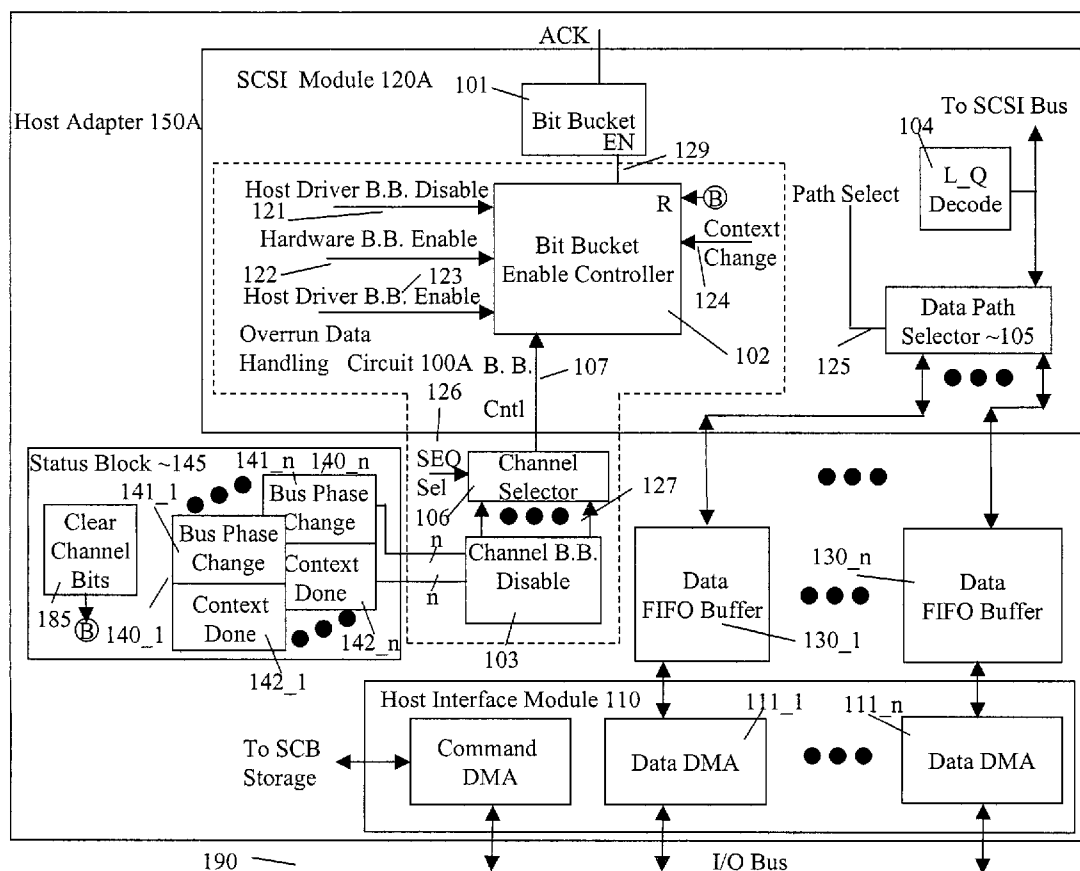 ACK
SCSI Module 120A
101
Host Adapter 150A
Bit Bucket
EN
To SCSI Bus
104
129
L_Q
Decode
Host Driver B.B. Disable
121
R
B
Path Select
Hardware B.B. Enable
122
123
Bit Bucket
Enable Controller
Context
Change
124
Host Driver B.B. Enable
Data Path
Selector ~105
Overrun Data
Handling Circuit 100A
B. B.
107
102
125
126
Cntl
Status Block ~145
141_n
140_n
SEQ
Sel
Channel
Selector
141_1
Bus Phase
Change
106
127
Clear
Channel
Bits
Bus Phase
Change
n
Channel B.B.
Disable
Context
Done
n
Data
FIFO Buffer
130_n
Data
FIFO Buffer
185
B
140_1
Context
Done
142_n
130_1
142_1
103
Host Interface Module 110
111_1
111_n
To SCB
Storage
Command
DMA
Data DMA
Data DMA
190
I/O Bus